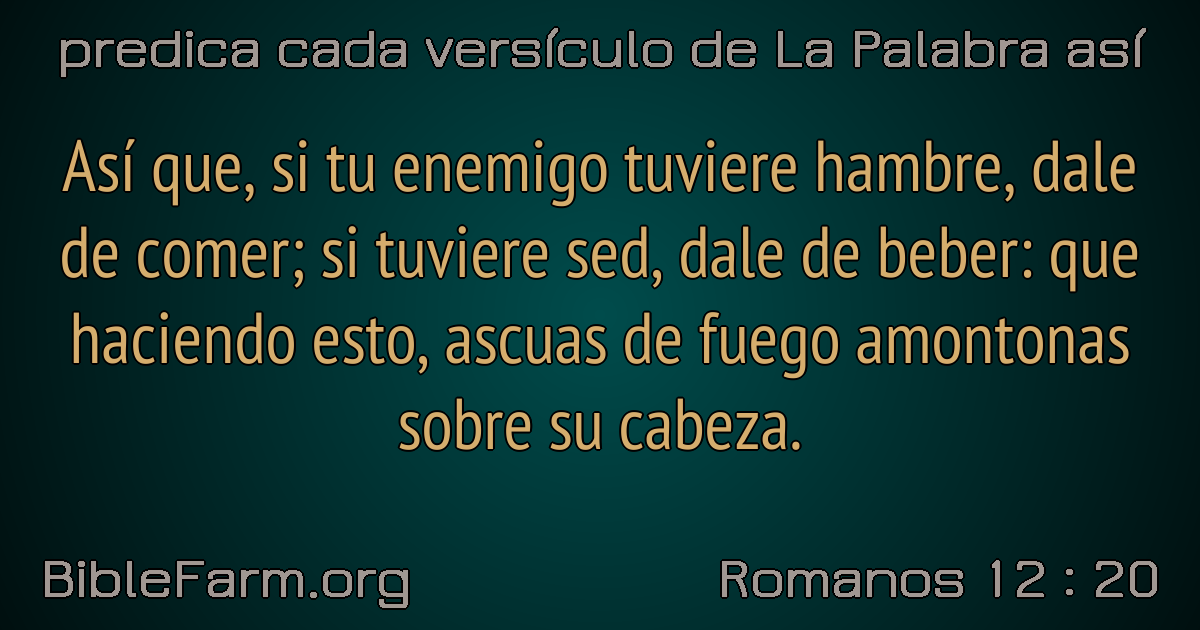 predica cada versículo de La Palabra así
Así que, si tu enemigo tuviere hambre, dale
de comer; si tuviere sed, dale de beber: que
haciendo esto, ascuas de fuego amontonas
sobre su cabeza.
BibleFarm.org
Romanos 12 : 20